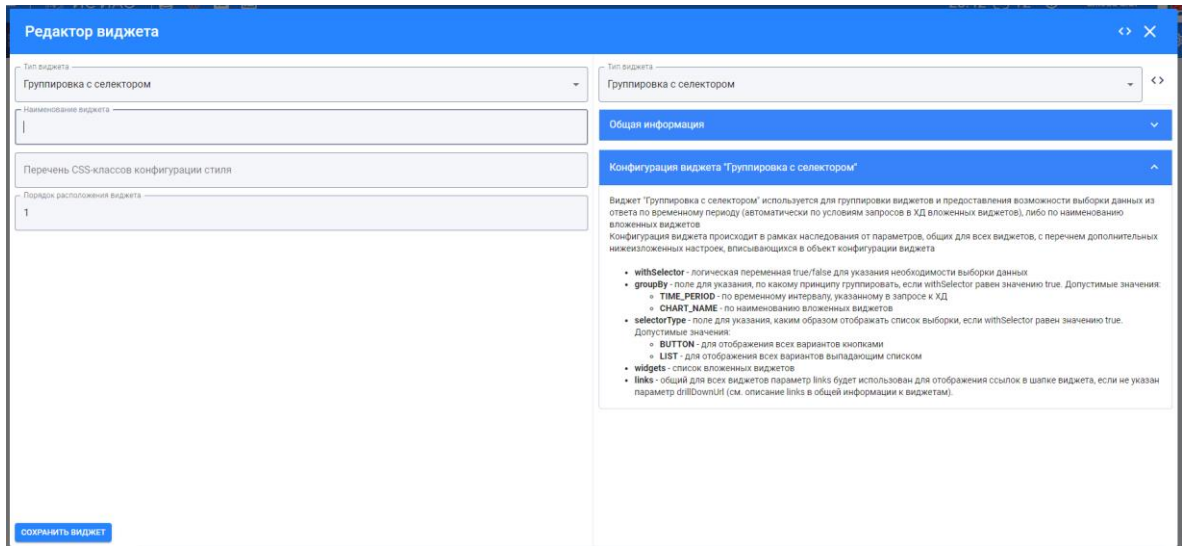 Редактор виджета
Тип виджета
Группировка с селектором
Наименование виджета
Перечень CSS-классов конфигурации стиля
Порядок расположения виджета
1
СОХРАНИТЬ ВИДЖЕТ
Тип виджета
Группировка с селектором
Общая информация
Конфигурация виджета "Группировка с селектором"
Виджет "Группировка с селектором" используется для группировки виджетов и предоставления возможности выборки данных из
ответа по временному периоду (автоматически по условиям запросов в ХД вложенных виджетов), либо по наименованию
вложенных виджетов
Конфигурация виджета происходит в рамках наследования от параметров, общих для всех виджетов, с перечнем дополнительных
нижеизложенных настроек, вписывающихся в объект конфигурации виджета
withSelector - логическая переменная true/false для указания необходимости выборки данных
groupBy - поле для указания, по какому принципу группировать, если withSelector равен значению true. Допустимые значения:
TIME_PERIOD - по временному интервалу, указанному в запросе к ХД
CHART_NAME - по наименованию вложенных виджетов
selectorType - поле для указания, каким образом отображать список выборки, если withSelector равен значению true.
Допустимые значения:
BUTTON - для отображения всех вариантов кнопками
LIST - для отображения всех вариантов выпадающим списком
widgets - список вложенных виджетов
links - общий для всех виджетов параметр links будет использован для отображения ссылок в шапке виджета, если не указан
параметр drillDownUrl (см. описание links в общей информации к виджетам).